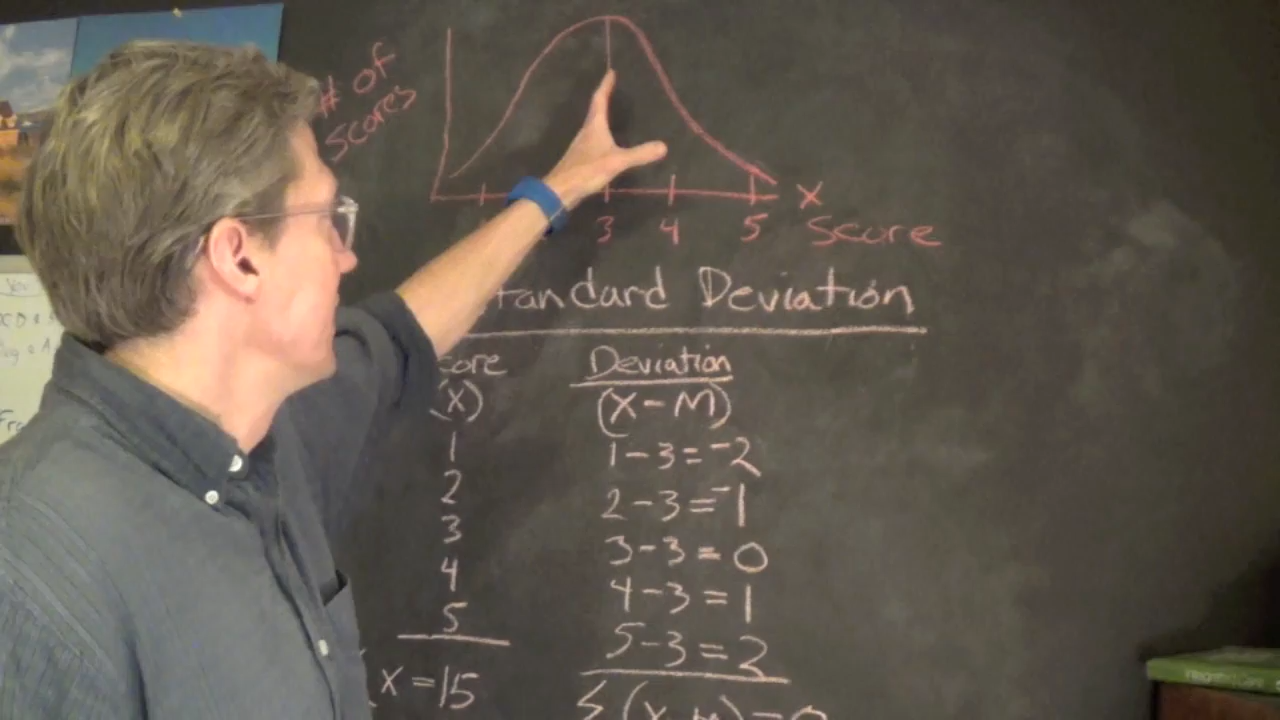 # of
Scores
3 4 5 X
Score
tandard Deviation
core Deviation
(X) (X-M)
1 1-3=-2
2 2-3=-1
3 3-3=0
4 4-3=1
5 5-3=2
X=15 Σ(X-M)=0